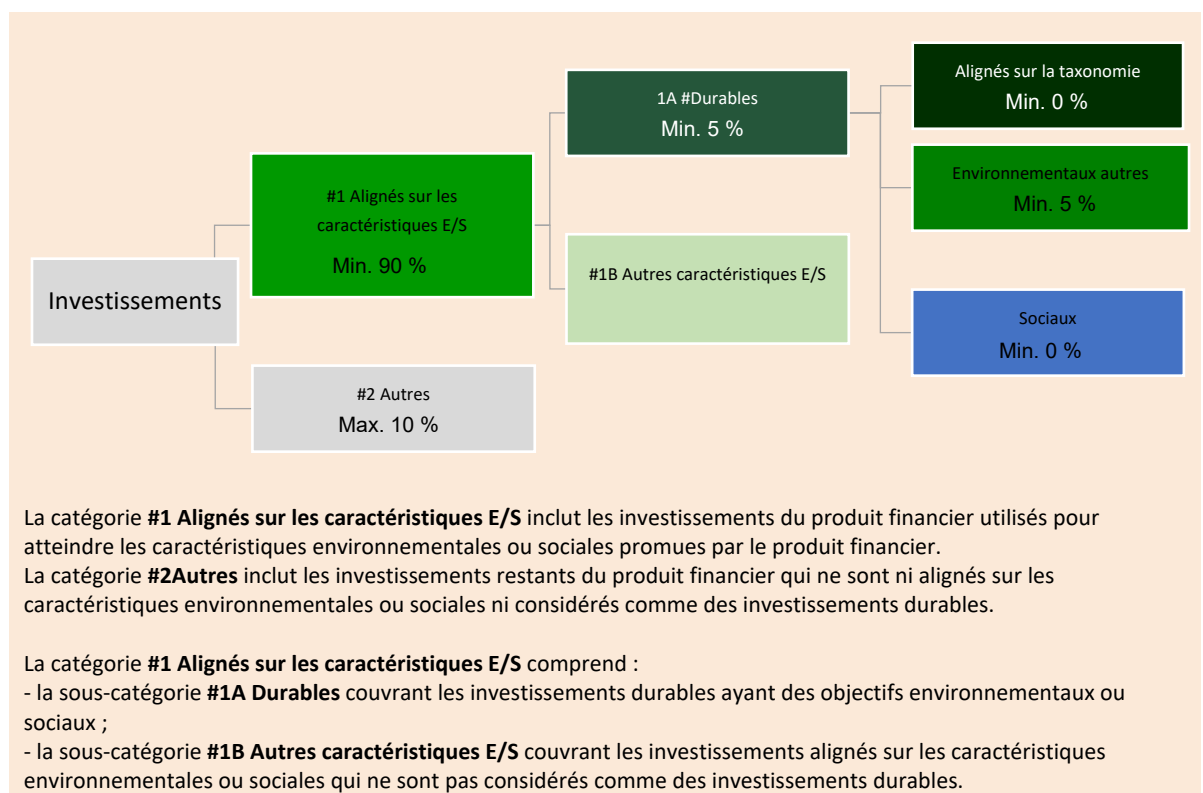 Investissements
#1 Alignés sur les
caractéristiques E/S
Min. 90 %
#2 Autres
Max. 10 %
1A #Durables
Min. 5 %
#1B Autres caractéristiques E/S
Alignés sur la taxonomie
Min. 0 %
Environnementaux autres
Min. 5 %
Sociaux
Min. 0 %
La catégorie #1 Alignés sur les caractéristiques E/S inclut les investissements du produit financier utilisés pour
atteindre les caractéristiques environnementales ou sociales promues par le produit financier.
La catégorie #2Autres inclut les investissements restants du produit financier qui ne sont ni alignés sur les
caractéristiques environnementales ou sociales ni considérés comme des investissements durables.
La catégorie #1 Alignés sur les caractéristiques E/S comprend :
- la sous-catégorie #1A Durables couvrant les investissements durables ayant des objectifs environnementaux ou
sociaux ;
- la sous-catégorie #1B Autres caractéristiques E/S couvrant les investissements alignés sur les caractéristiques
environnementales ou sociales qui ne sont pas considérés comme des investissements durables.